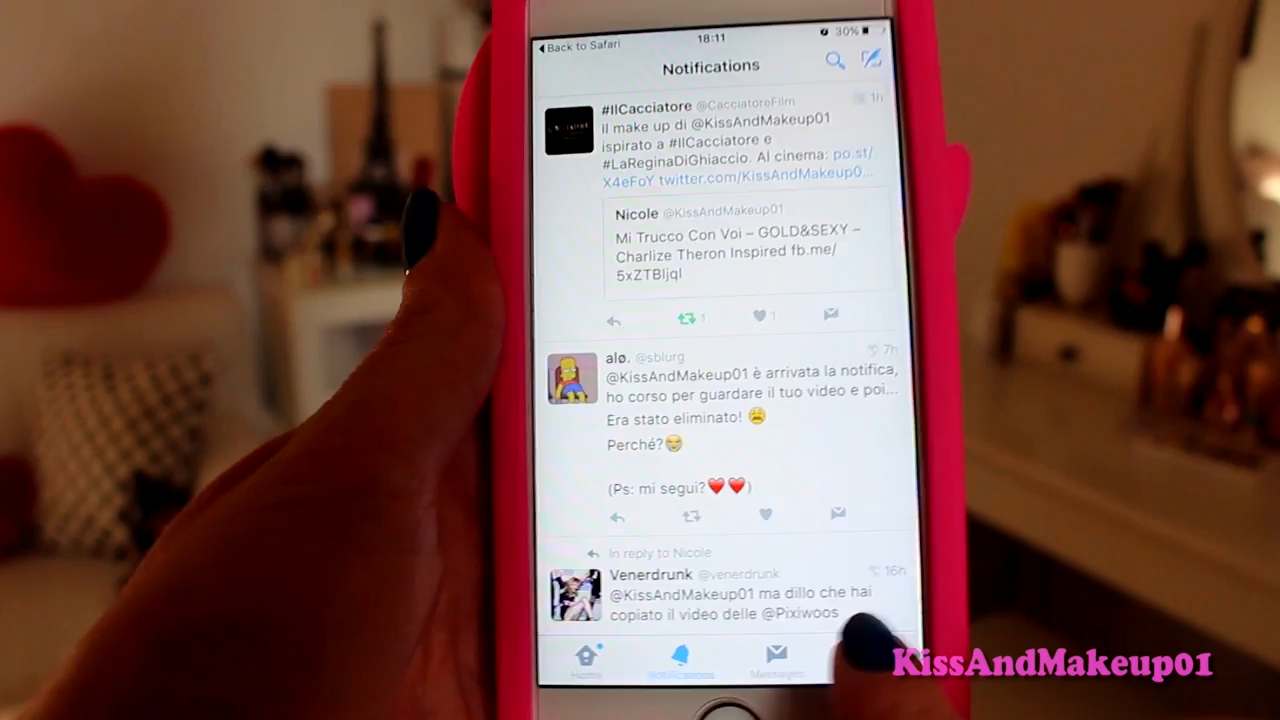 Back to Safari
18:11
30%
Notifications
#IlCacciatore @CacciatoreFilm 1h
Il make up di @KissAndMakeup01
ispirato a #IlCacciatore e
#LaReginaDiGhiaccio. Al cinema: po.st/
X4eFoY twitter.com/KissAndMakeup0...
Nicole @KissAndMakeup01
Mi Trucco Con Voi – GOLD&SEXY –
Charlize Theron Inspired fb.me/
5xZTBljql
1 1
alø. @sblurg 7h
@KissAndMakeup01 è arrivata la notifica,
ho corso per guardare il tuo video e poi...
Era stato eliminato! 😩
Perché?😭
(Ps: mi segui?❤️❤️)
In reply to Nicole
Venerdrunk @venerdrunk 16h
@KissAndMakeup01 ma dillo che hai
copiato il video delle @Pixiwoos
Home Notifications Messages
KissAndMakeup01